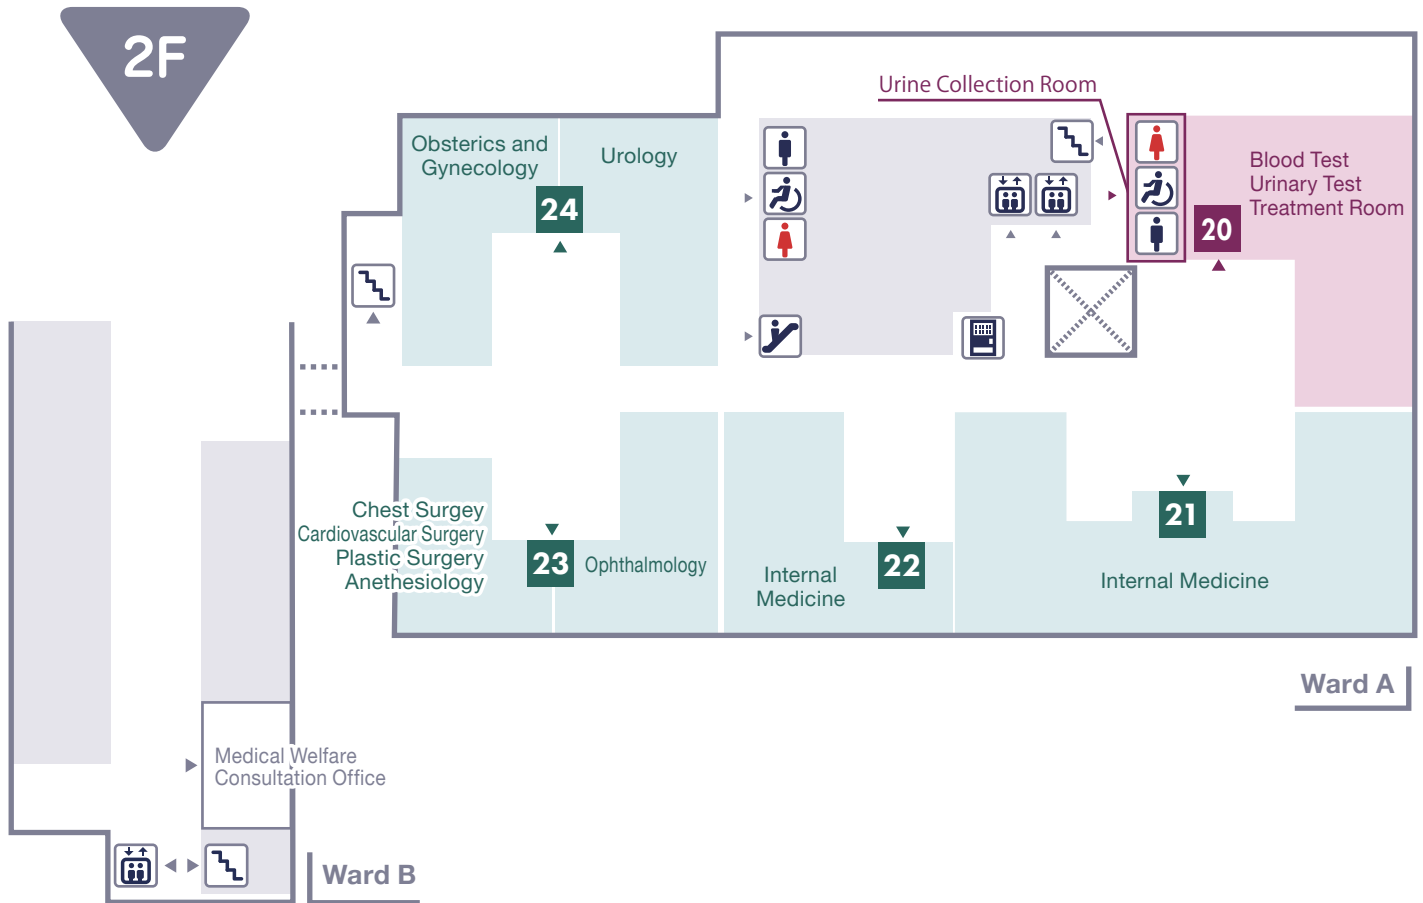 2F
Urine Collection Room
Obsterics and
Gynecology
Urology
24
Blood Test
Urinary Test
Treatment Room
20
Chest Surgey
Cardiovascular Surgery
Plastic Surgery
Anethesiology
23
Ophthalmology
Internal
Medicine
22
21
Internal Medicine
Ward A
Medical Welfare
Consultation Office
Ward B